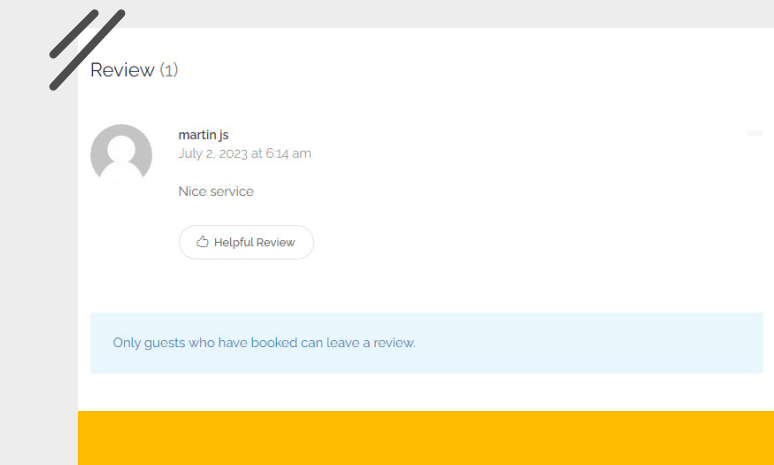 Review (1)
martin js
July 2, 2023 at 6:14 am
Nice service
Helpful Review
Only guests who have booked can leave a review.